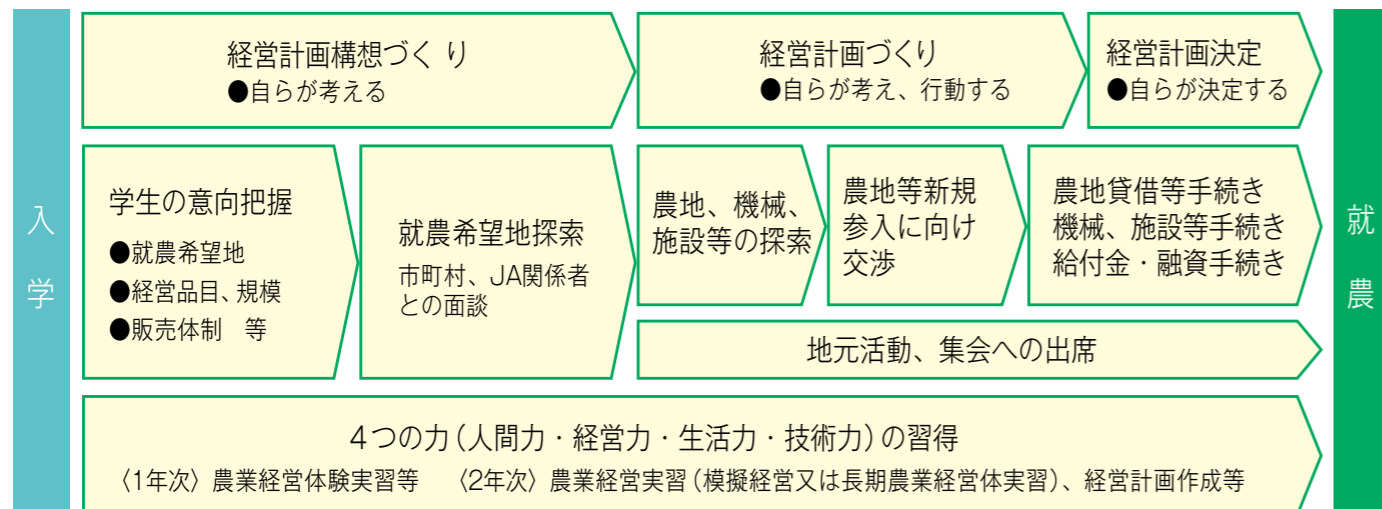 入学
経営計画構想づくり
●自らが考える
経営計画づくり
●自らが考え、行動する
経営計画決定
●自らが決定する
学生の意向把握
●就農希望地
●経営品目、規模
●販売体制　等
就農希望地探索
市町村、JA関係者
との面談
農地、機械、
施設等の探索
農地等新規
参入に向け
交渉
農地貸借等手続き
機械、施設等手続き
給付金・融資手続き
地元活動、集会への出席
4つの力(人間力・経営力・生活力・技術力)の習得
〈1年次〉農業経営体験実習等　〈2年次〉農業経営実習(模擬経営又は長期農業経営体実習)、経営計画作成等
就農